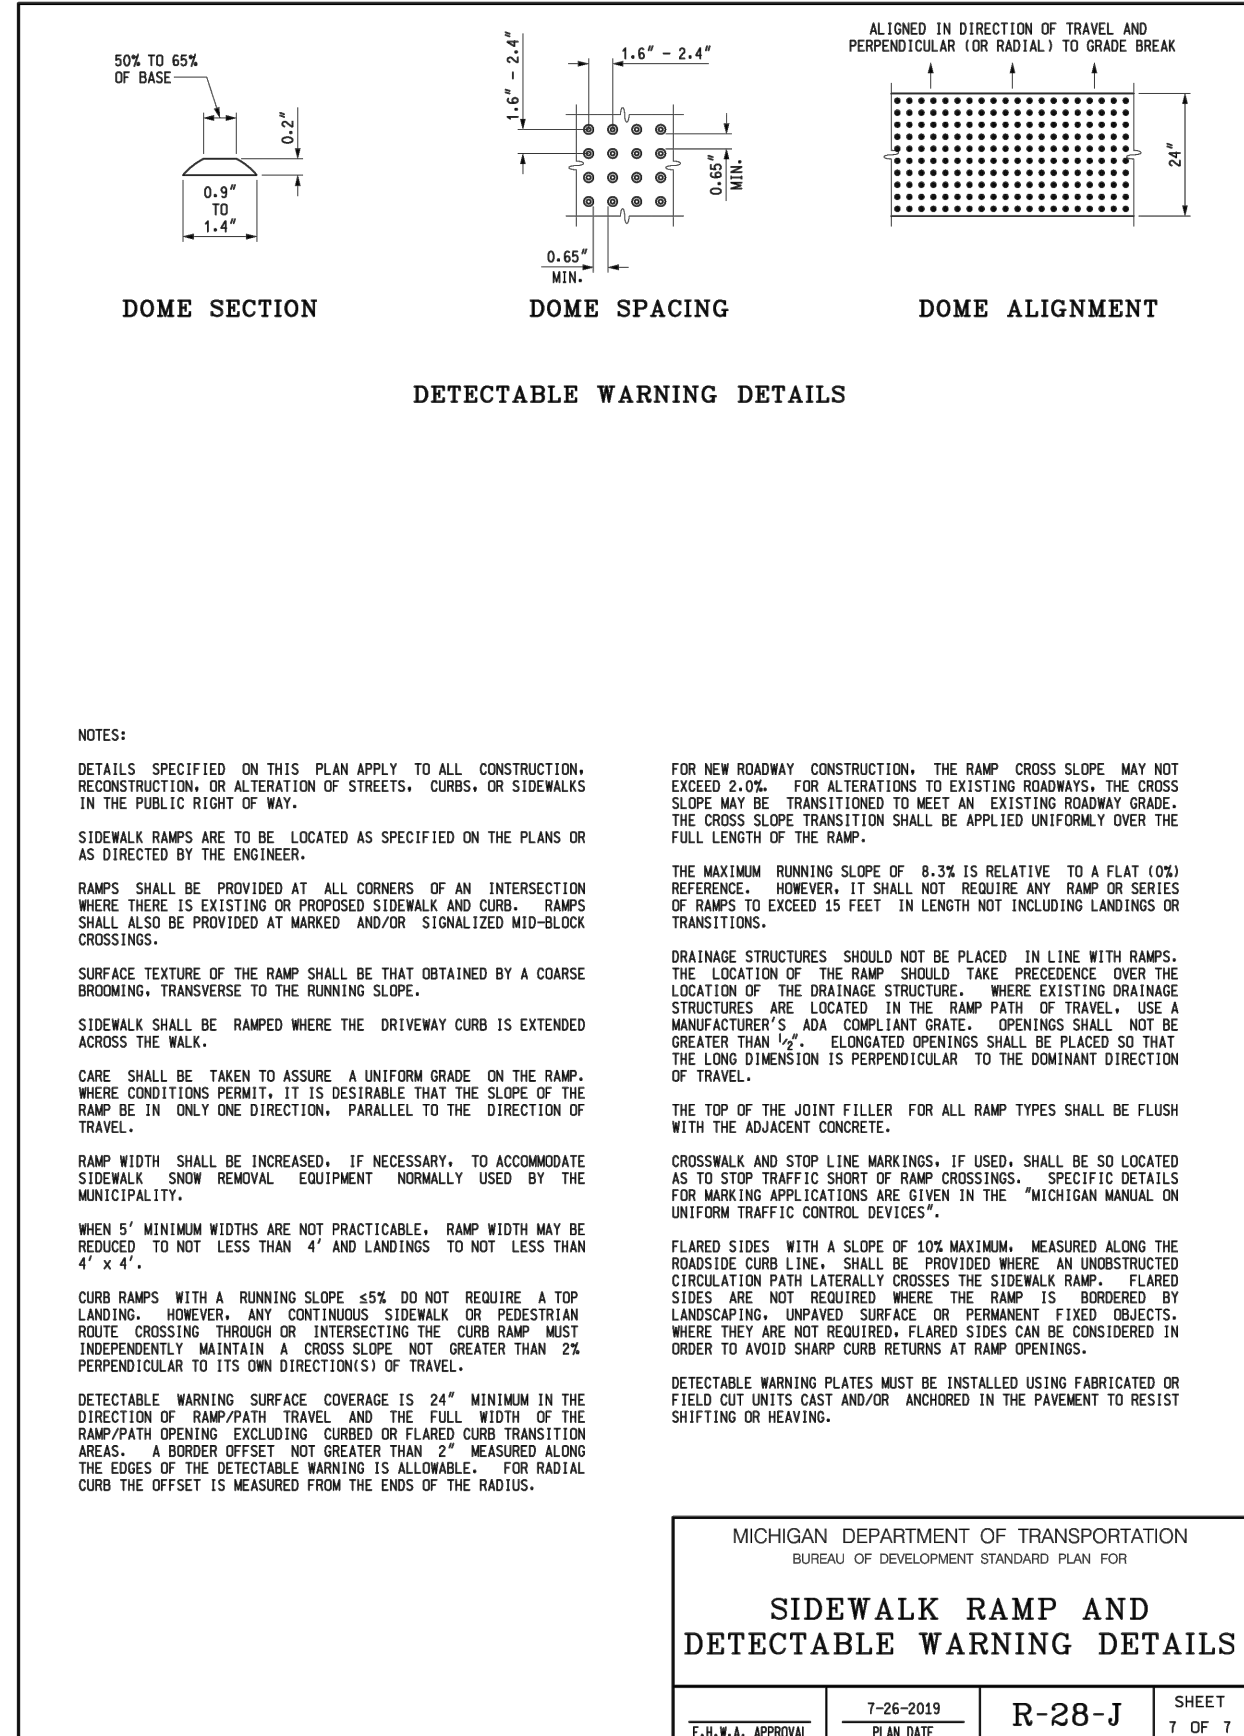 50% TO 65%
OF BASE
0.2"
0.9"
TO
1.4"
DOME SECTION
1.6" - 2.4"
1.6" - 2.4"
0.65"
MIN.
0.65"
MIN.
DOME SPACING
ALIGNED IN DIRECTION OF TRAVEL AND
PERPENDICULAR (OR RADIAL) TO GRADE BREAK
24"
DOME ALIGNMENT
DETECTABLE WARNING DETAILS
NOTES:
DETAILS SPECIFIED ON THIS PLAN APPLY TO ALL CONSTRUCTION,
RECONSTRUCTION, OR ALTERATION OF STREETS, CURBS, OR SIDEWALKS
IN THE PUBLIC RIGHT OF WAY.
SIDEWALK RAMPS ARE TO BE LOCATED AS SPECIFIED ON THE PLANS OR
AS DIRECTED BY THE ENGINEER.
RAMPS SHALL BE PROVIDED AT ALL CORNERS OF AN INTERSECTION
WHERE THERE IS EXISTING OR PROPOSED SIDEWALK AND CURB. RAMPS
SHALL ALSO BE PROVIDED AT MARKED AND/OR SIGNALIZED MID-BLOCK
CROSSINGS.
SURFACE TEXTURE OF THE RAMP SHALL BE THAT OBTAINED BY A COARSE
BROOMING, TRANSVERSE TO THE RUNNING SLOPE.
SIDEWALK SHALL BE RAMPED WHERE THE DRIVEWAY CURB IS EXTENDED
ACROSS THE WALK.
CARE SHALL BE TAKEN TO ASSURE A UNIFORM GRADE ON THE RAMP.
WHERE CONDITIONS PERMIT, IT IS DESIRABLE THAT THE SLOPE OF THE
RAMP BE IN ONLY ONE DIRECTION, PARALLEL TO THE DIRECTION OF
TRAVEL.
RAMP WIDTH SHALL BE INCREASED, IF NECESSARY, TO ACCOMMODATE
SIDEWALK SNOW REMOVAL EQUIPMENT NORMALLY USED BY THE
MUNICIPALITY.
WHEN 5' MINIMUM WIDTHS ARE NOT PRACTICABLE, RAMP WIDTH MAY BE
REDUCED TO NOT LESS THAN 4' AND LANDINGS TO NOT LESS THAN
4' x 4'.
CURB RAMPS WITH A RUNNING SLOPE ≤5% DO NOT REQUIRE A TOP
LANDING. HOWEVER, ANY CONTINUOUS SIDEWALK OR PEDESTRIAN
ROUTE CROSSING THROUGH OR INTERSECTING THE CURB RAMP MUST
INDEPENDENTLY MAINTAIN A CROSS SLOPE NOT GREATER THAN 2%
PERPENDICULAR TO ITS OWN DIRECTION(S) OF TRAVEL.
DETECTABLE WARNING SURFACE COVERAGE IS 24" MINIMUM IN THE
DIRECTION OF RAMP/PATH TRAVEL AND THE FULL WIDTH OF THE
RAMP/PATH OPENING EXCLUDING CURBED OR FLARED CURB TRANSITION
AREAS. A BORDER OFFSET NOT GREATER THAN 2" MEASURED ALONG
THE EDGES OF THE DETECTABLE WARNING IS ALLOWABLE. FOR RADIAL
CURB THE OFFSET IS MEASURED FROM THE ENDS OF THE RADIUS.
FOR NEW ROADWAY CONSTRUCTION, THE RAMP CROSS SLOPE MAY NOT
EXCEED 2.0%. FOR ALTERATIONS TO EXISTING ROADWAYS, THE CROSS
SLOPE MAY BE TRANSITIONED TO MEET AN EXISTING ROADWAY GRADE.
THE CROSS SLOPE TRANSITION SHALL BE APPLIED UNIFORMLY OVER THE
FULL LENGTH OF THE RAMP.
THE MAXIMUM RUNNING SLOPE OF 8.3% IS RELATIVE TO A FLAT (0%)
REFERENCE. HOWEVER, IT SHALL NOT REQUIRE ANY RAMP OR SERIES
OF RAMPS TO EXCEED 15 FEET IN LENGTH NOT INCLUDING LANDINGS OR
TRANSITIONS.
DRAINAGE STRUCTURES SHOULD NOT BE PLACED IN LINE WITH RAMPS.
THE LOCATION OF THE RAMP SHOULD TAKE PRECEDENCE OVER THE
LOCATION OF THE DRAINAGE STRUCTURE. WHERE EXISTING DRAINAGE
STRUCTURES ARE LOCATED IN THE RAMP PATH OF TRAVEL, USE A
MANUFACTURER'S ADA COMPLIANT GRATE. OPENINGS SHALL NOT BE
GREATER THAN 1/2". ELONGATED OPENINGS SHALL BE PLACED SO THAT
THE LONG DIMENSION IS PERPENDICULAR TO THE DOMINANT DIRECTION
OF TRAVEL.
THE TOP OF THE JOINT FILLER FOR ALL RAMP TYPES SHALL BE FLUSH
WITH THE ADJACENT CONCRETE.
CROSSWALK AND STOP LINE MARKINGS, IF USED, SHALL BE SO LOCATED
AS TO STOP TRAFFIC SHORT OF RAMP CROSSINGS. SPECIFIC DETAILS
FOR MARKING APPLICATIONS ARE GIVEN IN THE "MICHIGAN MANUAL ON
UNIFORM TRAFFIC CONTROL DEVICES".
FLARED SIDES WITH A SLOPE OF 10% MAXIMUM, MEASURED ALONG THE
ROADSIDE CURB LINE, SHALL BE PROVIDED WHERE AN UNOBSTRUCTED
CIRCULATION PATH LATERALLY CROSSES THE SIDEWALK RAMP. FLARED
SIDES ARE NOT REQUIRED WHERE THE RAMP IS BORDERED BY
LANDSCAPING, UNPAVED SURFACE OR PERMANENT FIXED OBJECTS.
WHERE THEY ARE NOT REQUIRED, FLARED SIDES CAN BE CONSIDERED IN
ORDER TO AVOID SHARP CURB RETURNS AT RAMP OPENINGS.
DETECTABLE WARNING PLATES MUST BE INSTALLED USING FABRICATED OR
FIELD CUT UNITS CAST AND/OR ANCHORED IN THE PAVEMENT TO RESIST
SHIFTING OR HEAVING.
MICHIGAN DEPARTMENT OF TRANSPORTATION
BUREAU OF DEVELOPMENT STANDARD PLAN FOR
SIDEWALK RAMP AND
DETECTABLE WARNING DETAILS
F.H.W.A. APPROVAL
7-26-2019
PLAN DATE
R-28-J
SHEET
7 OF 7